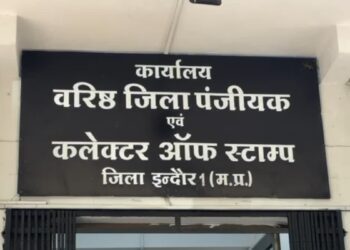 कार्यालय
वरिष्ठ जिला पंजीयक
एवं
कलेक्टर ऑफ स्टाम्प
जिला इन्दौर 1 (म.प्र.)